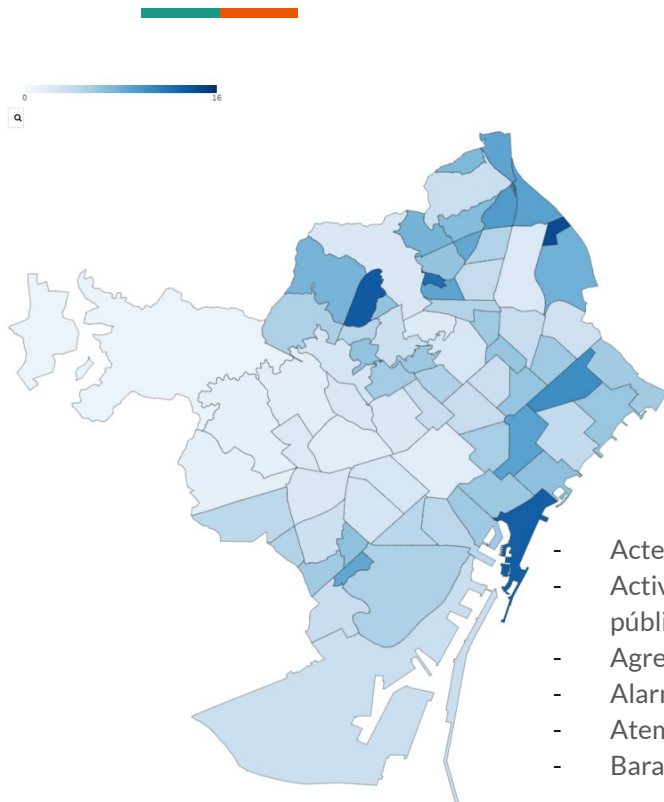 0 16
- Acte
- Activ
públi
- Agre
- Alarr
- Aten
- Bara